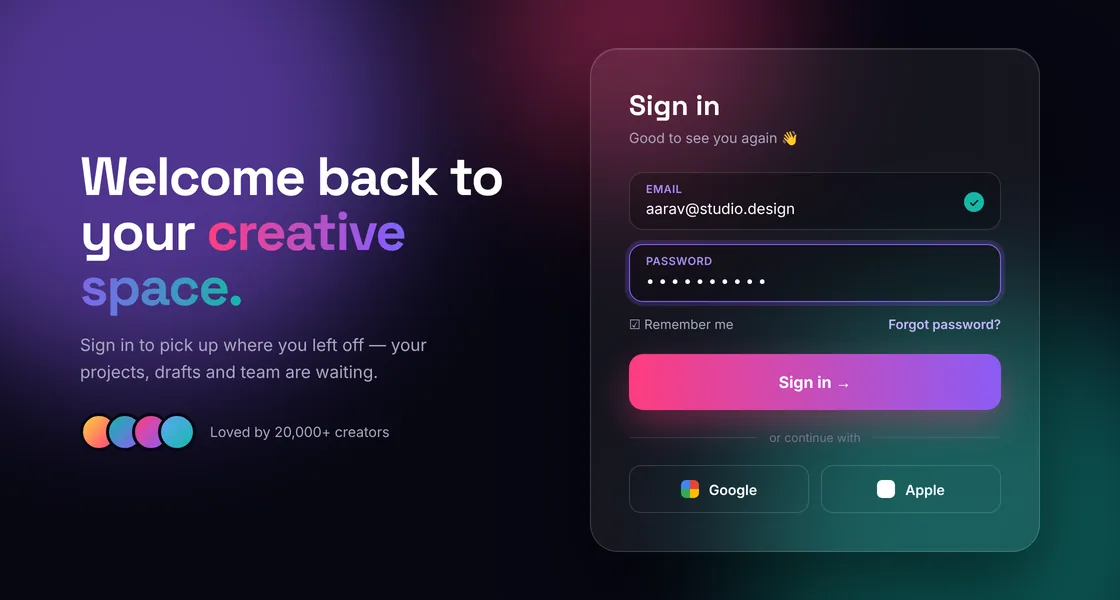 Welcome back to
your creative
space.
Sign in to pick up where you left off — your
projects, drafts and team are waiting.
Loved by 20,000+ creators
Sign in
Good to see you again 👋
EMAIL
aarav@studio.design
PASSWORD
••••••••••
☑ Remember me
Forgot password?
Sign in →
or continue with
Google
Apple